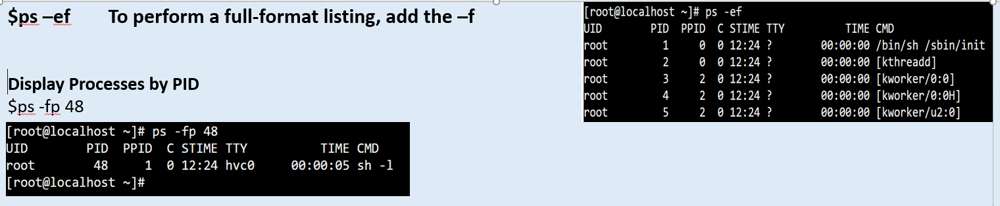 $ps –ef To perform a full-format listing, add the –f
Display Processes by PID
$ps -fp 48
[root@localhost ~]# ps -fp 48
UID PID PPID C STIME TTY TIME CMD
root 48 1 0 12:24 hvc0 00:00:05 sh -l
[root@localhost ~]#
[root@localhost ~]# ps -ef
UID PID PPID C STIME TTY TIME CMD
root 1 0 0 12:24 ? 00:00:00 /bin/sh /sbin/init
root 2 0 0 12:24 ? 00:00:00 [kthreadd]
root 3 2 0 12:24 ? 00:00:00 [kworker/0:0]
root 4 2 0 12:24 ? 00:00:00 [kworker/0:0H]
root 5 2 0 12:24 ? 00:00:00 [kworker/u2:0]